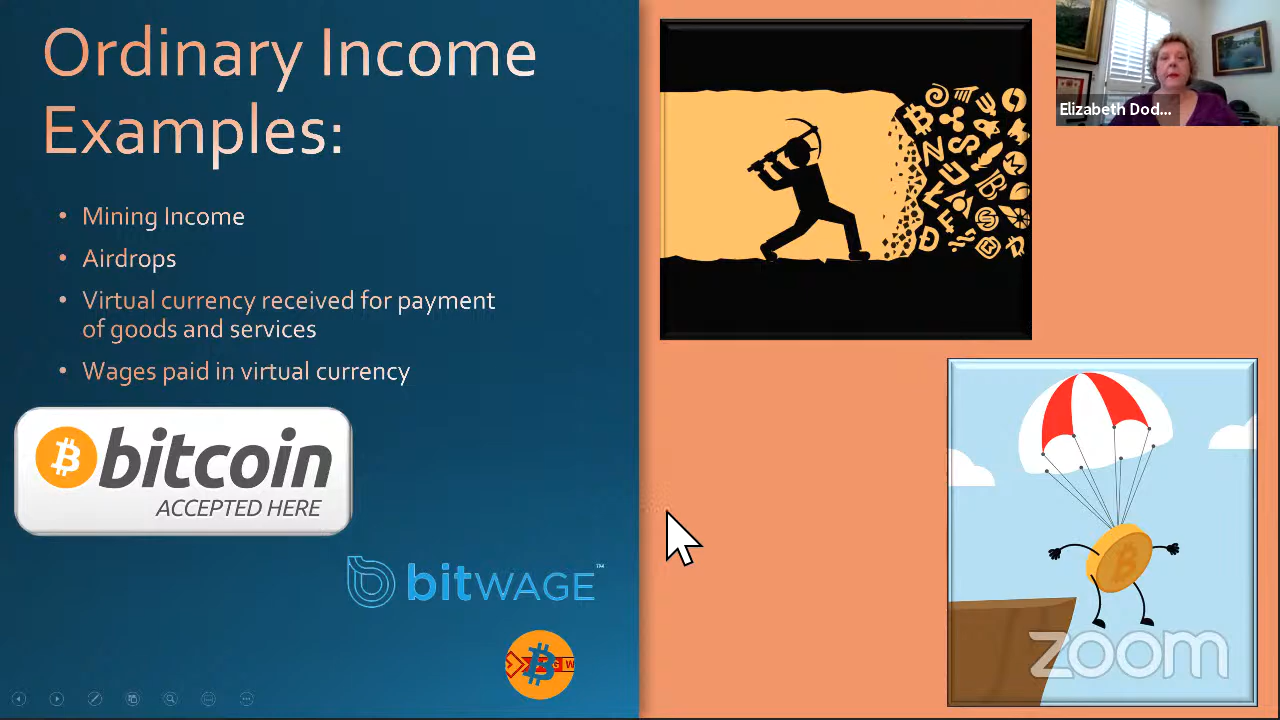 Ordinary Income
Examples:
• Mining Income
• Airdrops
• Virtual currency received for payment
of goods and services
• Wages paid in virtual currency
bitcoin
ACCEPTED HERE
bitWAGE™
Elizabeth Dod...
zoom